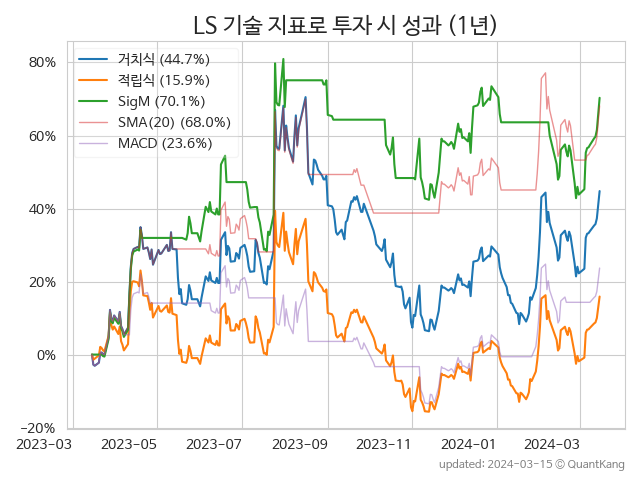 LS 기술 지표로 투자 시 성과 (1년)
거치식 (44.7%)
적립식 (15.9%)
SigM (70.1%)
SMA(20) (68.0%)
MACD (23.6%)
80%
60%
40%
20%
0%
−20%
2023-03 2023-05 2023-07 2023-09 2023-11 2024-01 2024-03
updated: 2024-03-15 © QuantKang